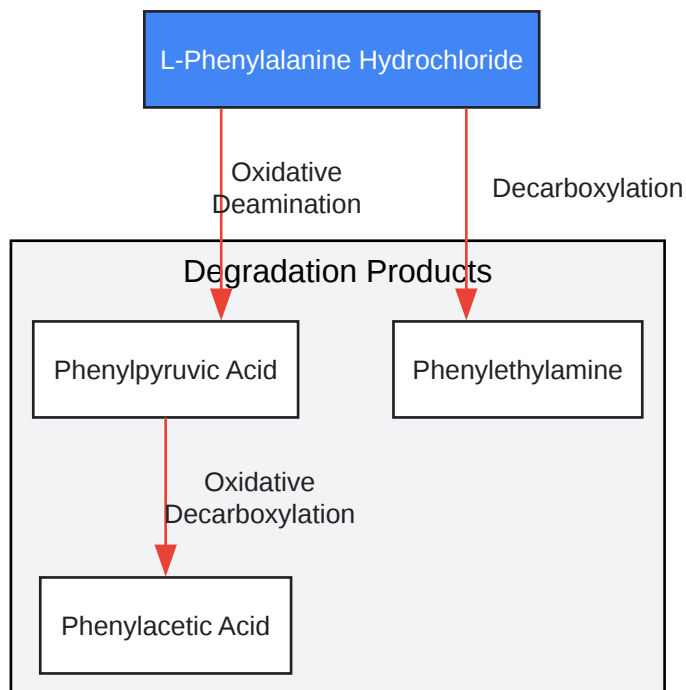 L-Phenylalanine Hydrochloride
Oxidative
Deamination
Decarboxylation
Degradation Products
Phenylpyruvic Acid
Phenylethylamine
Oxidative
Decarboxylation
Phenylacetic Acid